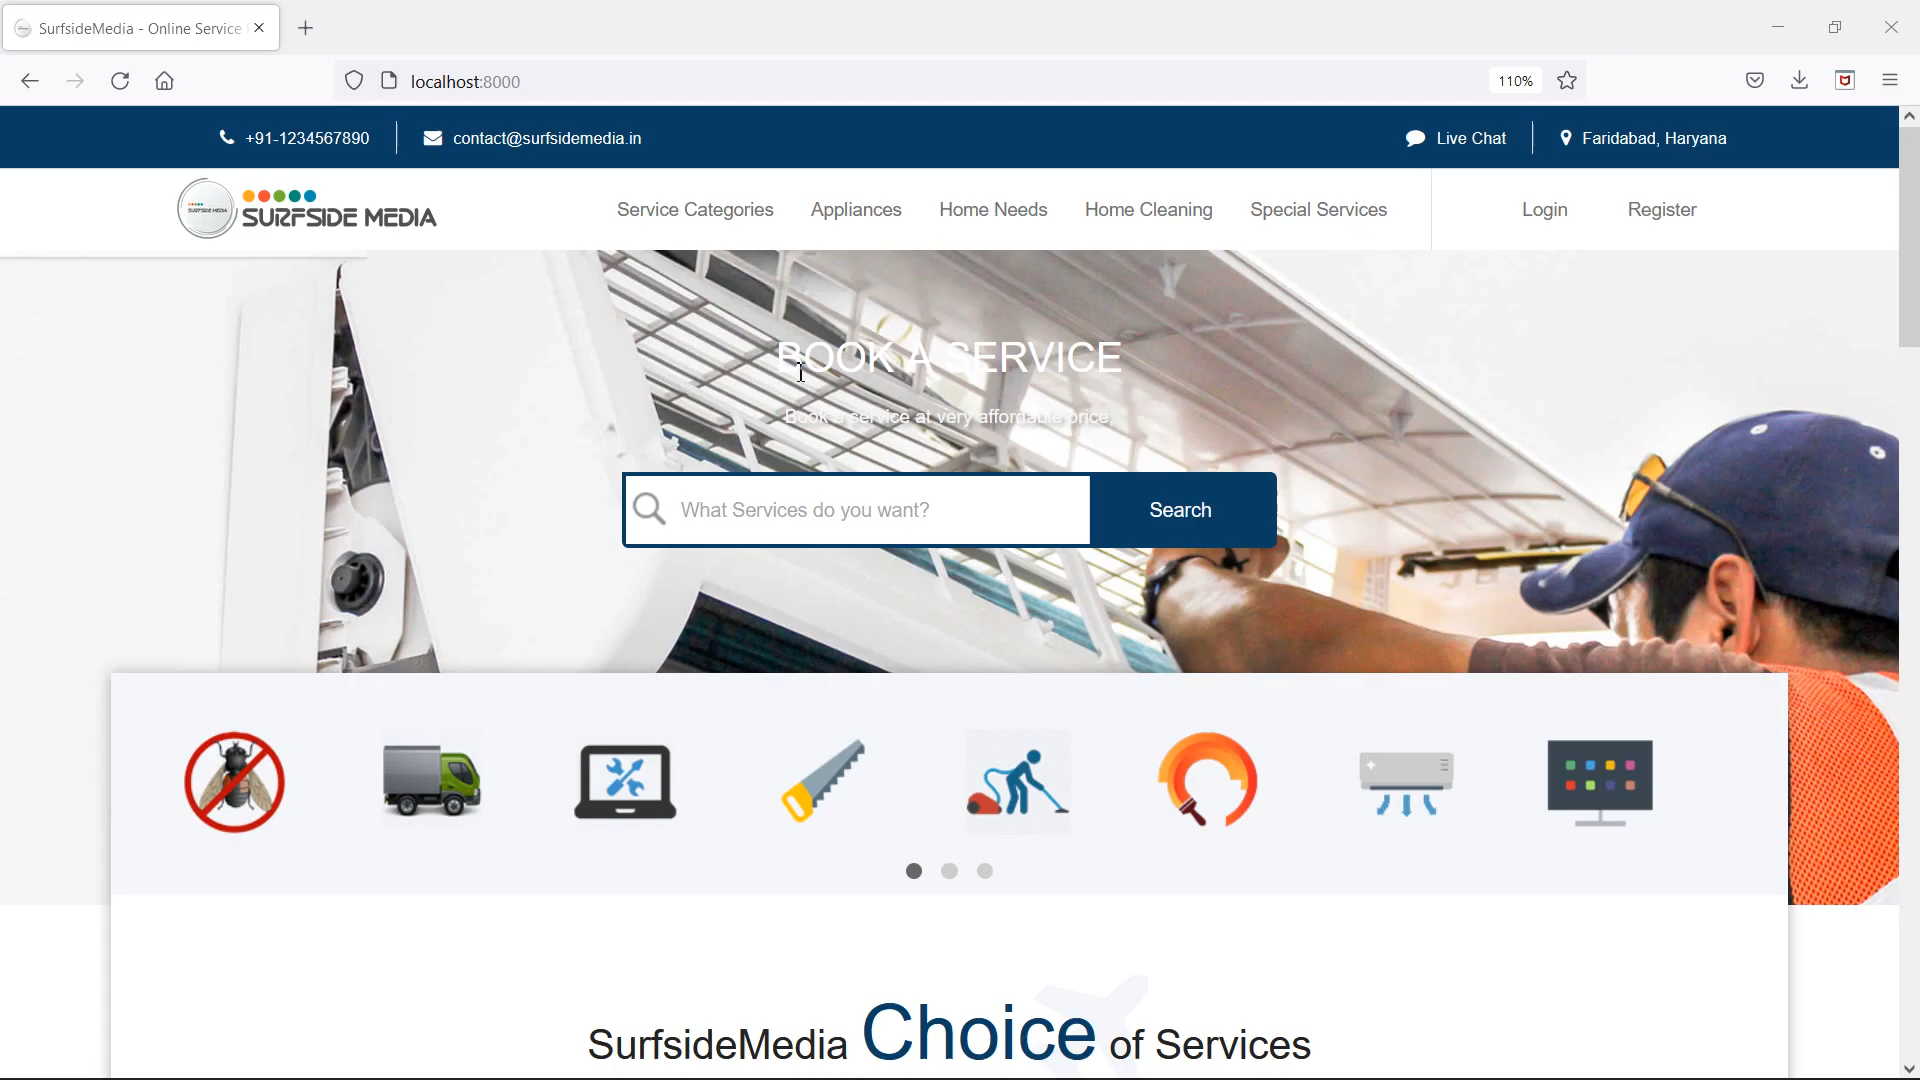 SurfsideMedia - Online Service
localhost:8000
110%
+91-1234567890
contact@surfsidemedia.in
Live Chat
Faridabad, Haryana
SURFSIDE MEDIA
SURFSIDE MEDIA
Service Categories
Appliances
Home Needs
Home Cleaning
Special Services
Login
Register
BOOK A SERVICE
Book a service at very affordable price,
What Services do you want?
Search
SurfsideMedia Choice of Services